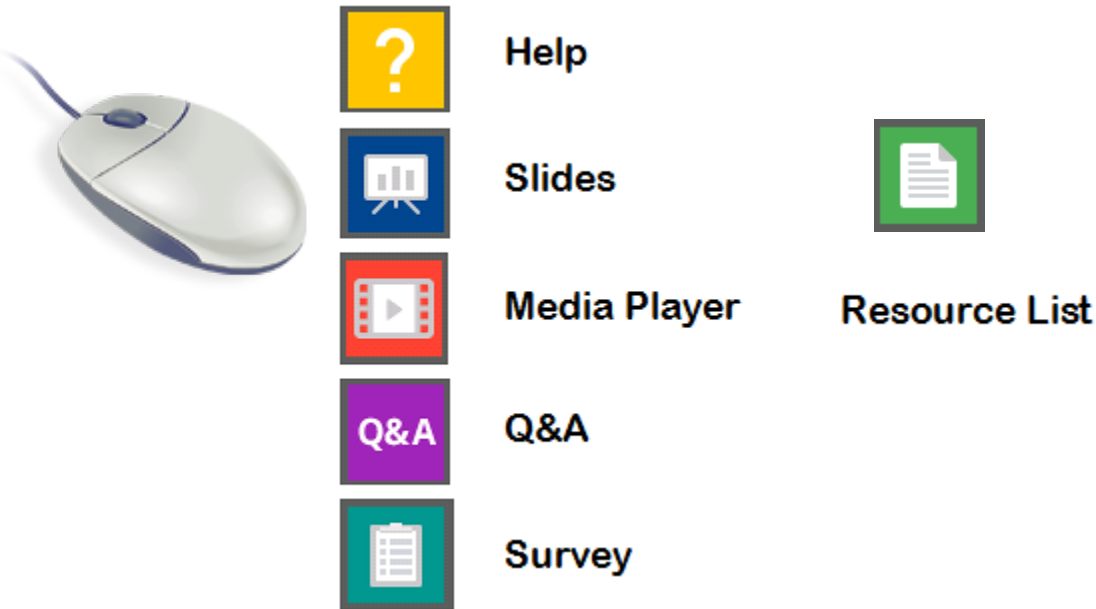 ?
Help
Slides
Media Player
Resource List
Q&A
Q&A
Survey